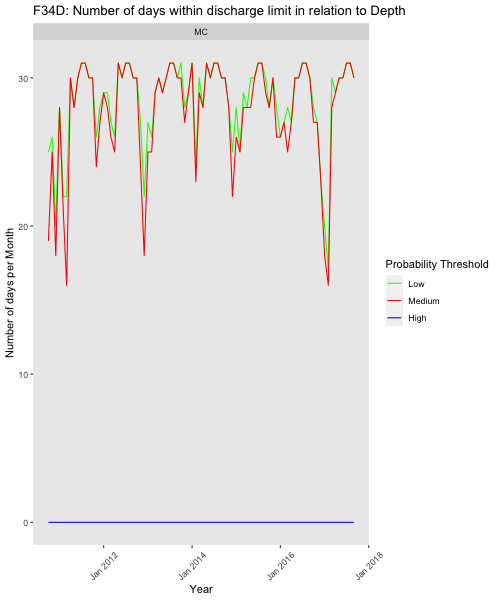 F34D: Number of days within discharge limit in relation to Depth
MC
30
20
10
0
Number of days per Month
Jan 2012
Jan 2014
Jan 2016
Jan 2018
Year
Probability Threshold
Low
Medium
High